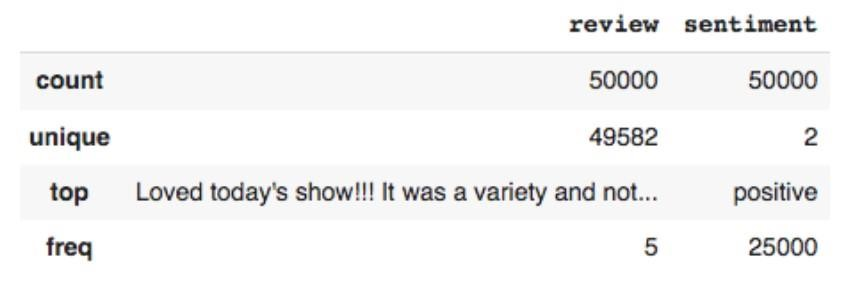 review sentiment
count 50000 50000
unique 49582 2
top Loved today's show!!! It was a variety and not... positive
freq 5 25000